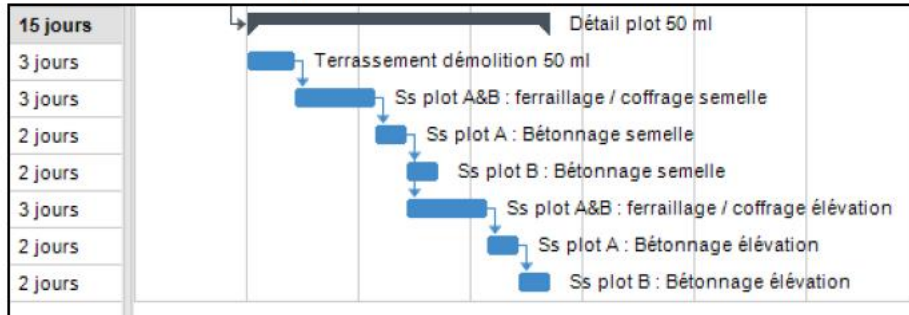 15 jours Détail plot 50 ml
3 jours Terrassement démolition 50 ml
3 jours Ss plot A&B : ferraillage / coffrage semelle
2 jours Ss plot A : Bétonnage semelle
2 jours Ss plot B : Bétonnage semelle
3 jours Ss plot A&B : ferraillage / coffrage élévation
2 jours Ss plot A : Bétonnage élévation
2 jours Ss plot B : Bétonnage élévation